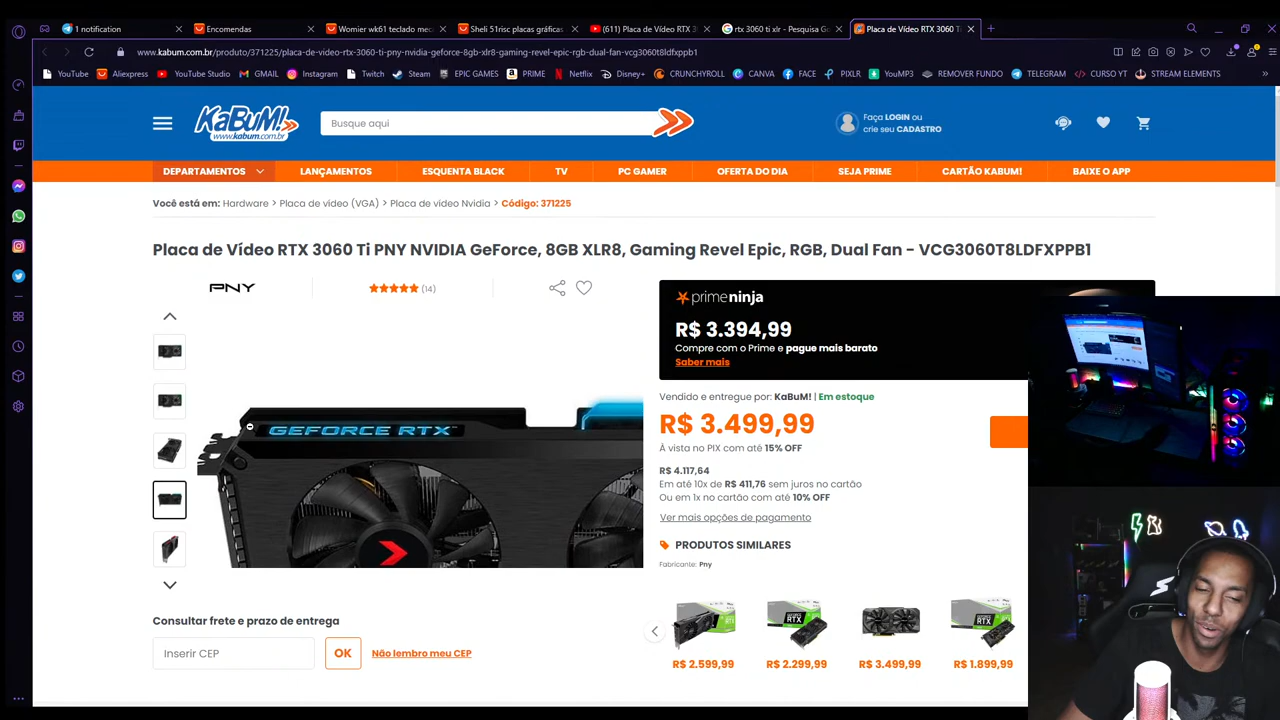 1 notification
Encomendas
Womier wk61 teclado mec
Sheli 51risc placas gráficas
(611) Placa de Vídeo RTX 3
rtx 3060 ti xlr - Pesquisa Go
Placa de Vídeo RTX 3060 T
www.kabum.com.br/produto/371225/placa-de-video-rtx-3060-ti-pny-nvidia-geforce-8gb-xlr8-gaming-revel-epic-rgb-dual-fan-vcg3060t8ldfxppb1
YouTube
Aliexpress
YouTube Studio
GMAIL
Instagram
Twitch
Steam
EPIC GAMES
PRIME
Netflix
Disney+
CRUNCHYROLL
CANVA
FACE
PIXLR
YouMP3
REMOVER FUNDO
TELEGRAM
CURSO YT
STREAM ELEMENTS
KaBuM!
www.kabum.com.br
Busque aqui
Faça LOGIN ou
crie seu CADASTRO
DEPARTAMENTOS
LANÇAMENTOS
ESQUENTA BLACK
TV
PC GAMER
OFERTA DO DIA
SEJA PRIME
CARTÃO KABUM!
BAIXE O APP
Você está em: Hardware > Placa de vídeo (VGA) > Placa de vídeo Nvidia > Código: 371225
Placa de Vídeo RTX 3060 Ti PNY NVIDIA GeForce, 8GB XLR8, Gaming Revel Epic, RGB, Dual Fan - VCG3060T8LDFXPPB1
PNY
(14)
primeninja
R$ 3.394,99
Compre com o Prime e pague mais barato
Saber mais
Vendido e entregue por: KaBuM! | Em estoque
R$ 3.499,99
À vista no PIX com até 15% OFF
R$ 4.117,64
Em até 10x de R$ 411,76 sem juros no cartão
Ou em 1x no cartão com até 10% OFF
Ver mais opções de pagamento
GEFORCE RTX
PRODUTOS SIMILARES
Fabricante: Pny
R$ 2.599,99
R$ 2.299,99
R$ 3.499,99
R$ 1.899,99
Consultar frete e prazo de entrega
Inserir CEP
OK
Não lembro meu CEP